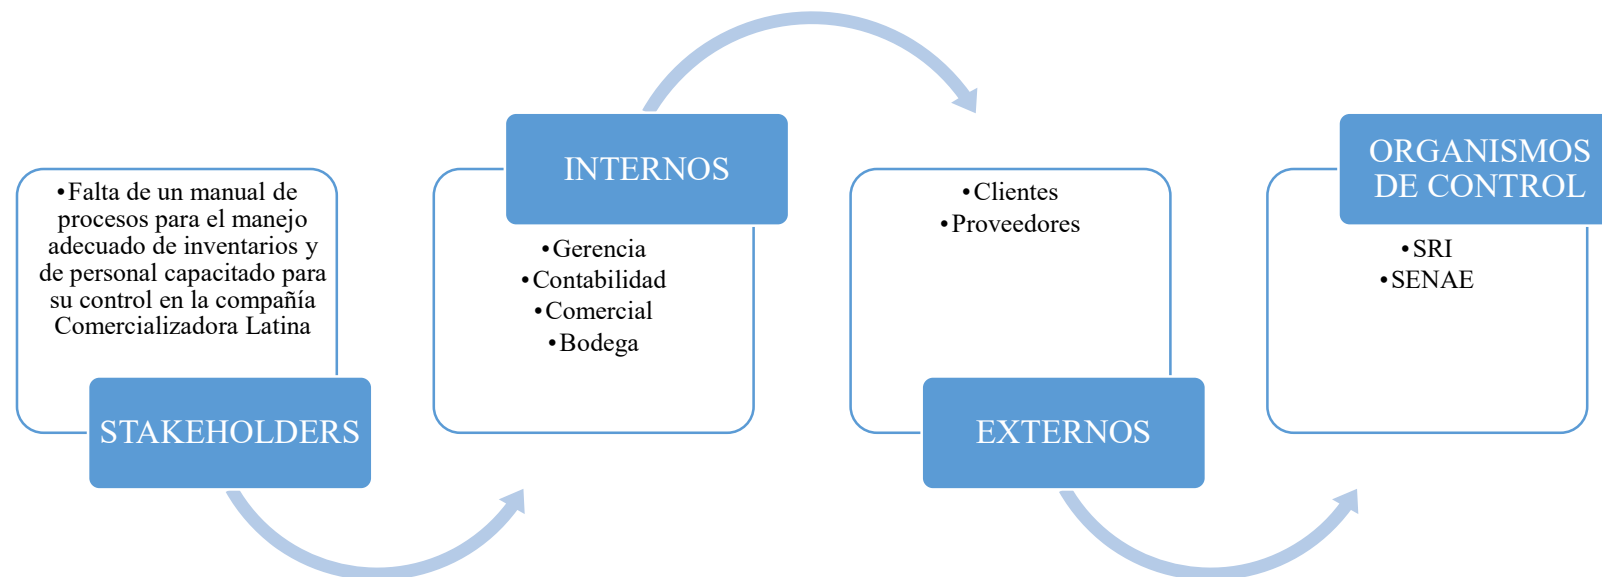 •Falta de un manual de
procesos para el manejo
adecuado de inventarios y
de personal capacitado para
su control en la compañía
Comercializadora Latina
STAKEHOLDERS
INTERNOS
•Gerencia
•Contabilidad
•Comercial
•Bodega
•Clientes
•Proveedores
EXTERNOS
ORGANISMOS
DE CONTROL
•SRI
•SENAE